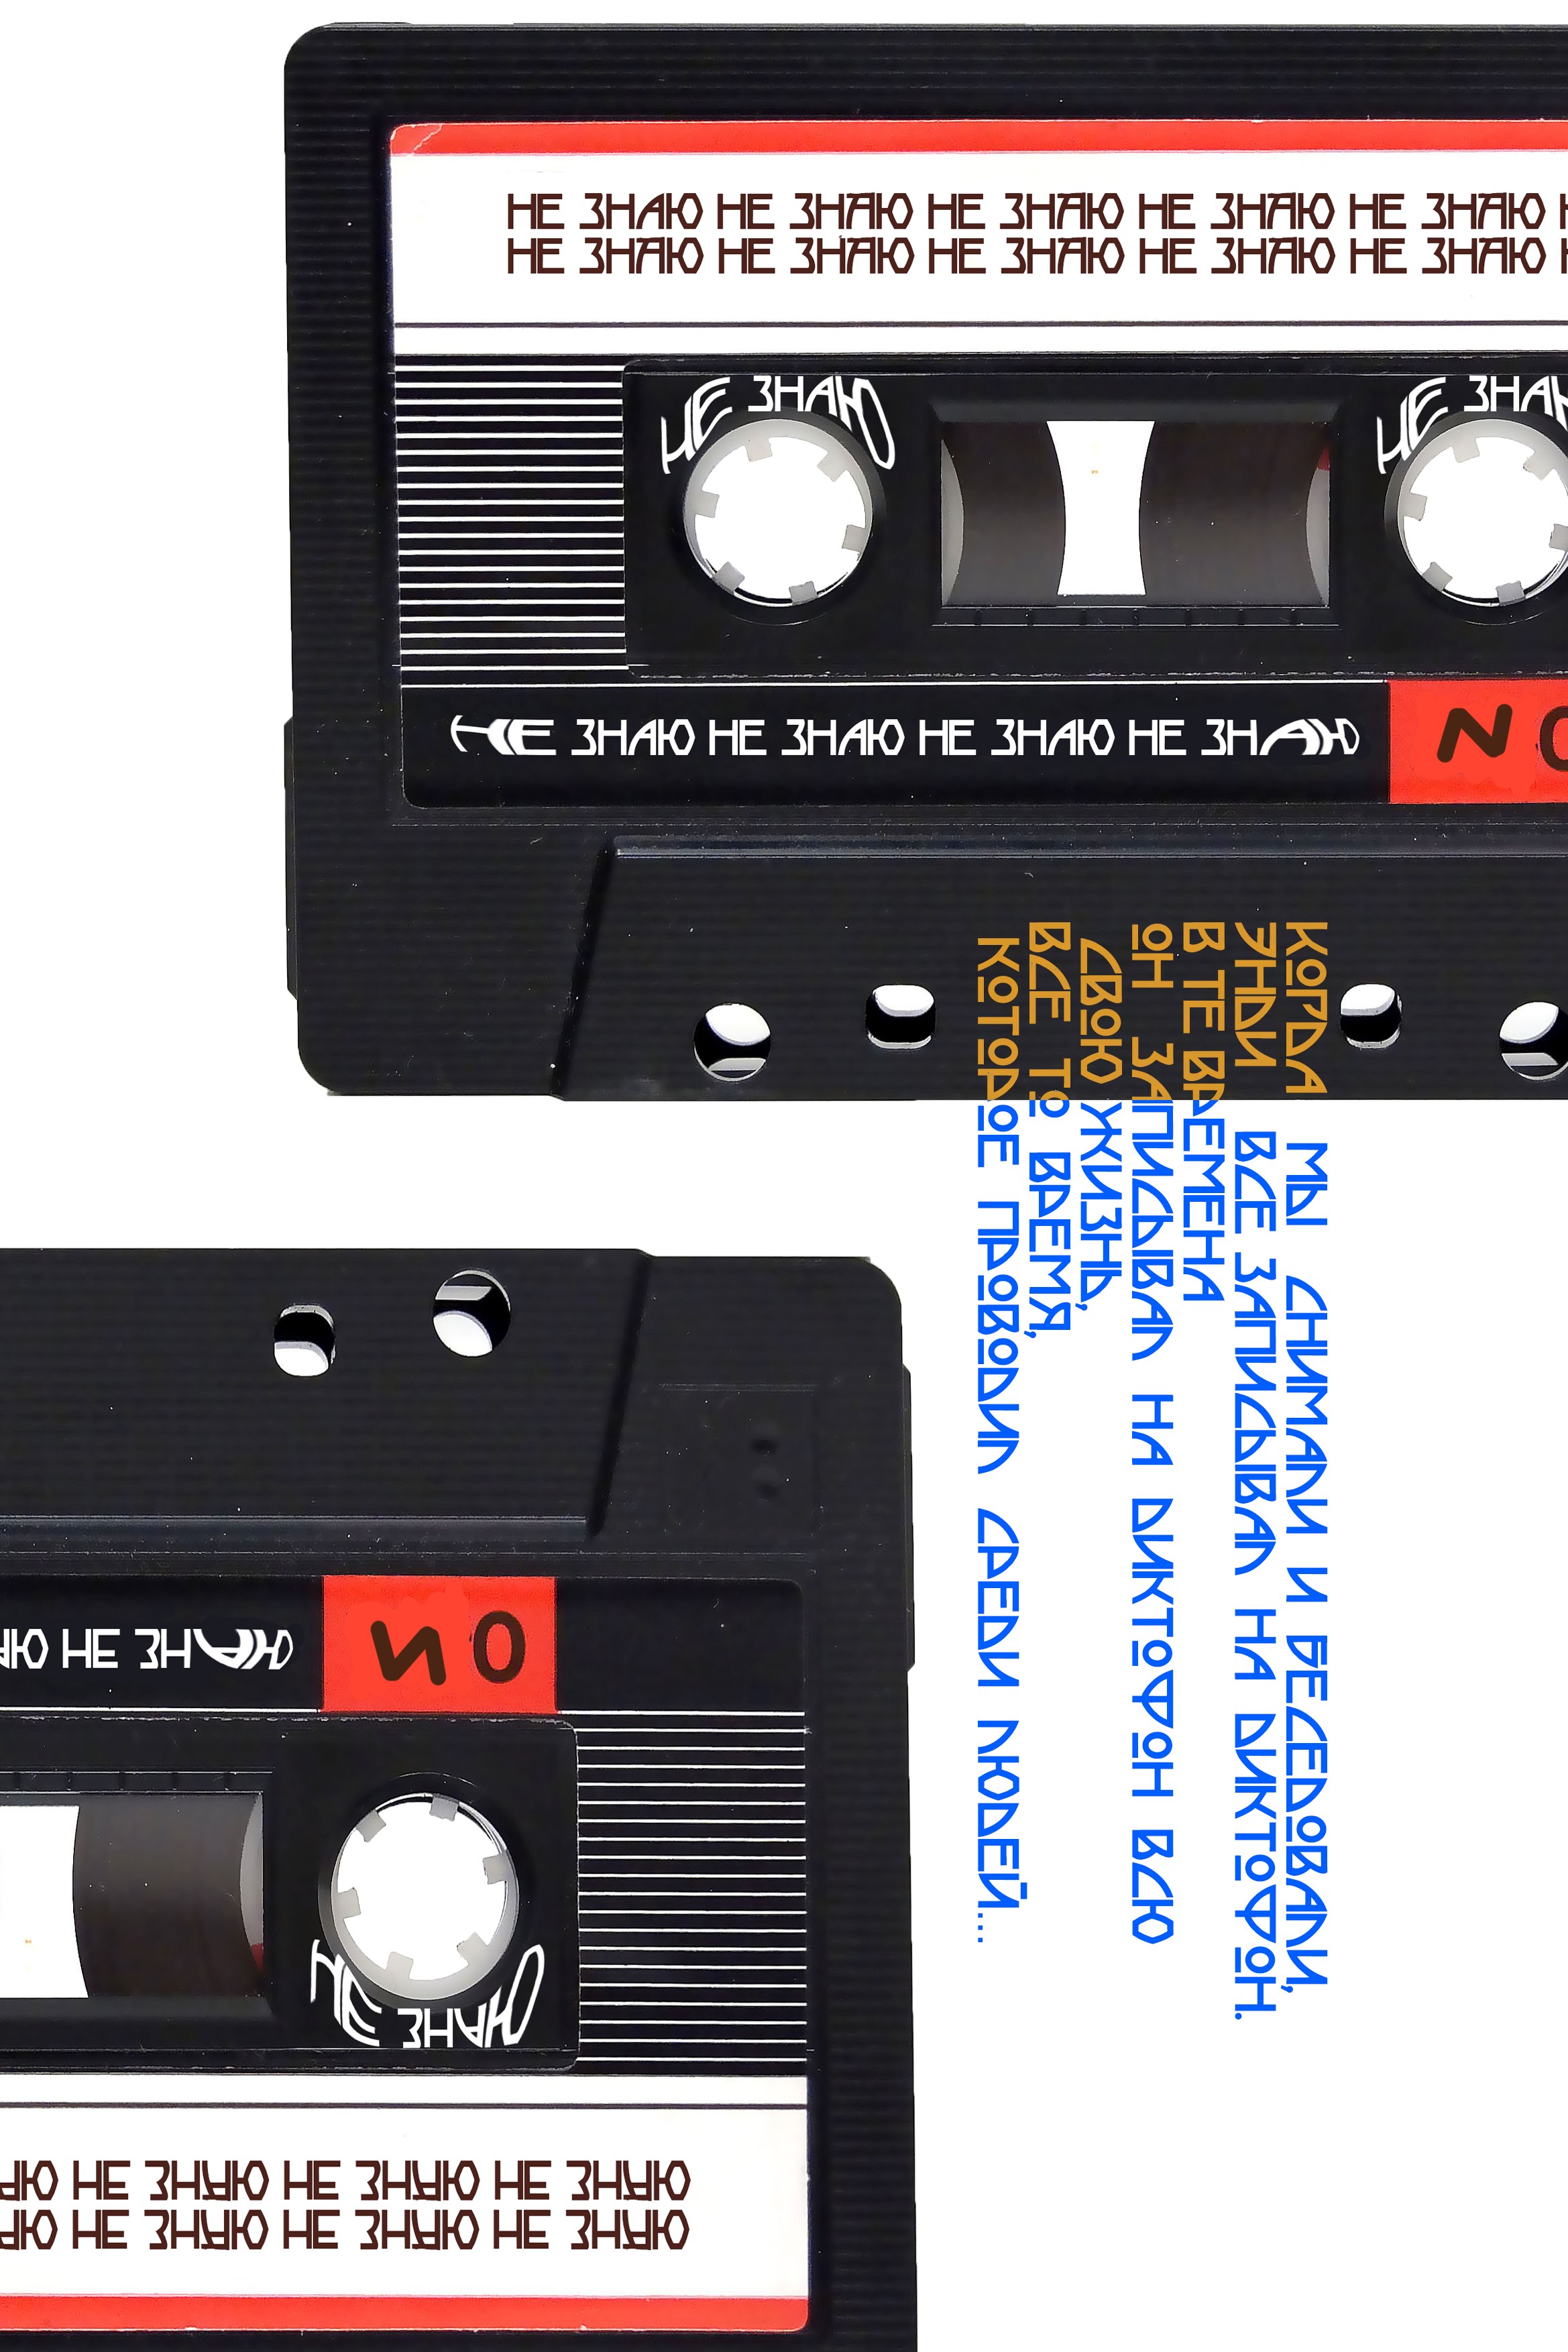 НЕ ЗНАЮ НЕ ЗНАЮ НЕ ЗНАЮ НЕ ЗНАЮ НЕ ЗНАЮ
НЕ ЗНАЮ НЕ ЗНАЮ НЕ ЗНАЮ НЕ ЗНАЮ НЕ ЗНАЮ
НЕ ЗНАЮ
НЕ ЗНАЮ
НЕ ЗНАЮ НЕ ЗНАЮ НЕ ЗНАЮ НЕ ЗНАЮ
КОГДА МЫ СНИМАЛИ И БЕСЕДОВАЛИ,
ЭНДИ ВСЕ ЗАПИСЫВАЛ НА ДИКТОФОН.
В ТЕ ВРЕМЕНА
ОН ЗАПИСЫВАЛ НА ДИКТОФОН ВСЮ
СВОЮ ЖИЗНЬ,
ВСЕ ТО ВРЕМЯ,
КОТОРОЕ ПРОВОДИЛ СРЕДИ ЛЮДЕЙ...
НЕ ЗНАЮ
NO
НЕ ЗНАЮ
НЕ ЗНАЮ НЕ ЗНАЮ НЕ ЗНАЮ
НЕ ЗНАЮ НЕ ЗНАЮ НЕ ЗНАЮ